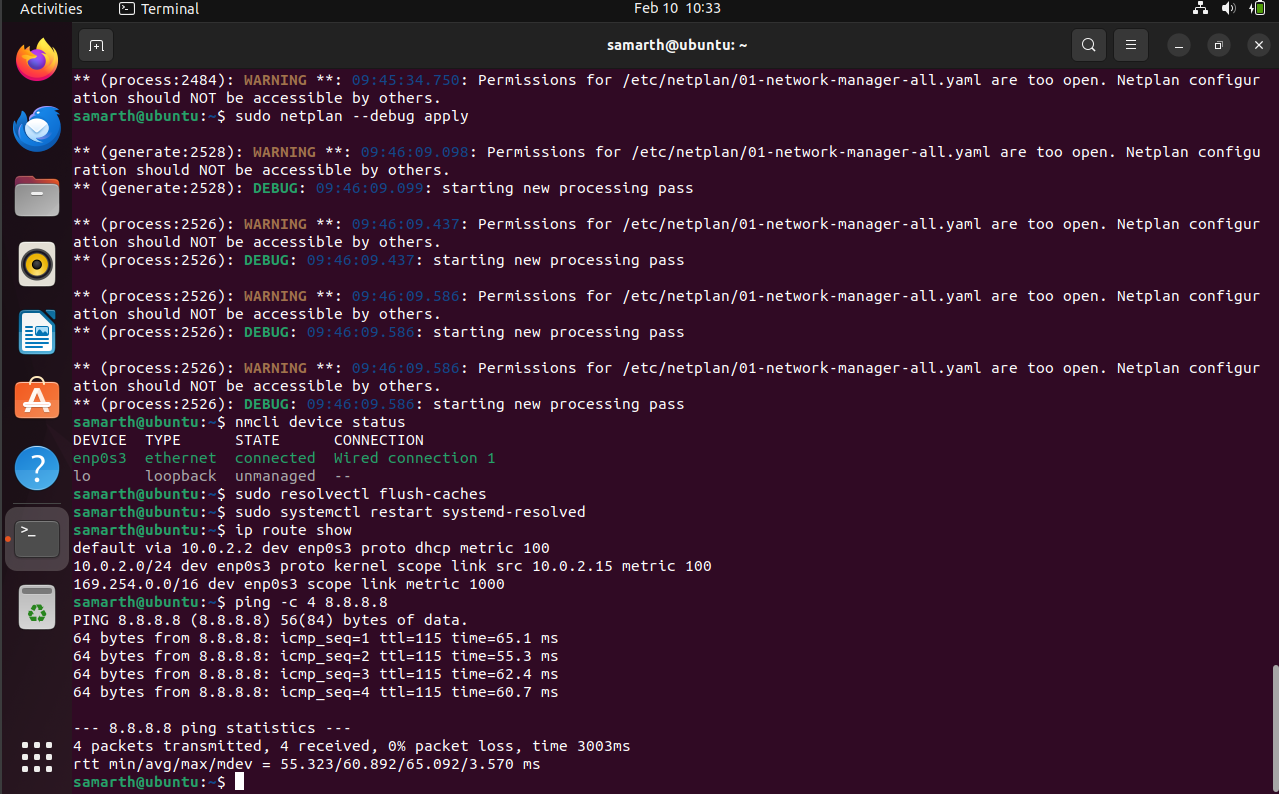 Activities
Terminal
Feb 10 10:33
samarth@ubuntu: ~
** (process:2484): WARNING **: 09:45:34.750: Permissions for /etc/netplan/01-network-manager-all.yaml are too open. Netplan configur
ation should NOT be accessible by others.
samarth@ubuntu:~$ sudo netplan --debug apply
** (generate:2528): WARNING **: 09:46:09.098: Permissions for /etc/netplan/01-network-manager-all.yaml are too open. Netplan configu
ration should NOT be accessible by others.
** (generate:2528): DEBUG: 09:46:09.099: starting new processing pass
** (process:2526): WARNING **: 09:46:09.437: Permissions for /etc/netplan/01-network-manager-all.yaml are too open. Netplan configur
ation should NOT be accessible by others.
** (process:2526): DEBUG: 09:46:09.437: starting new processing pass
** (process:2526): WARNING **: 09:46:09.586: Permissions for /etc/netplan/01-network-manager-all.yaml are too open. Netplan configur
ation should NOT be accessible by others.
** (process:2526): DEBUG: 09:46:09.586: starting new processing pass
** (process:2526): WARNING **: 09:46:09.586: Permissions for /etc/netplan/01-network-manager-all.yaml are too open. Netplan configur
ation should NOT be accessible by others.
** (process:2526): DEBUG: 09:46:09.586: starting new processing pass
samarth@ubuntu:~$ nmcli device status
DEVICE  TYPE      STATE      CONNECTION
enp0s3  ethernet  connected  Wired connection 1
lo      loopback  unmanaged  --
samarth@ubuntu:~$ sudo resolvectl flush-caches
samarth@ubuntu:~$ sudo systemctl restart systemd-resolved
samarth@ubuntu:~$ ip route show
default via 10.0.2.2 dev enp0s3 proto dhcp metric 100
10.0.2.0/24 dev enp0s3 proto kernel scope link src 10.0.2.15 metric 100
169.254.0.0/16 dev enp0s3 scope link metric 1000
samarth@ubuntu:~$ ping -c 4 8.8.8.8
PING 8.8.8.8 (8.8.8.8) 56(84) bytes of data.
64 bytes from 8.8.8.8: icmp_seq=1 ttl=115 time=65.1 ms
64 bytes from 8.8.8.8: icmp_seq=2 ttl=115 time=55.3 ms
64 bytes from 8.8.8.8: icmp_seq=3 ttl=115 time=62.4 ms
64 bytes from 8.8.8.8: icmp_seq=4 ttl=115 time=60.7 ms
--- 8.8.8.8 ping statistics ---
4 packets transmitted, 4 received, 0% packet loss, time 3003ms
rtt min/avg/max/mdev = 55.323/60.892/65.092/3.570 ms
samarth@ubuntu:~$